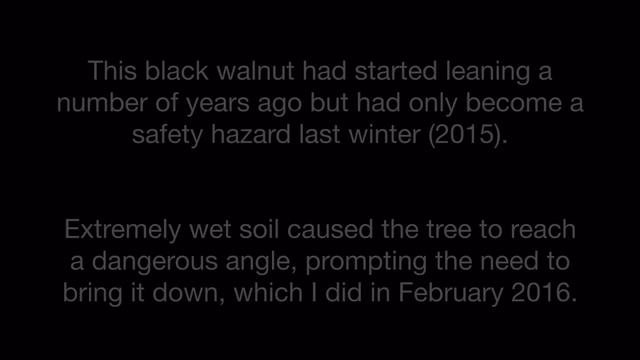 This black walnut had started leaning a
number of years ago but had only become a
safety hazard last winter (2015).
Extremely wet soil caused the tree to reach
a dangerous angle, prompting the need to
bring it down, which I did in February 2016.